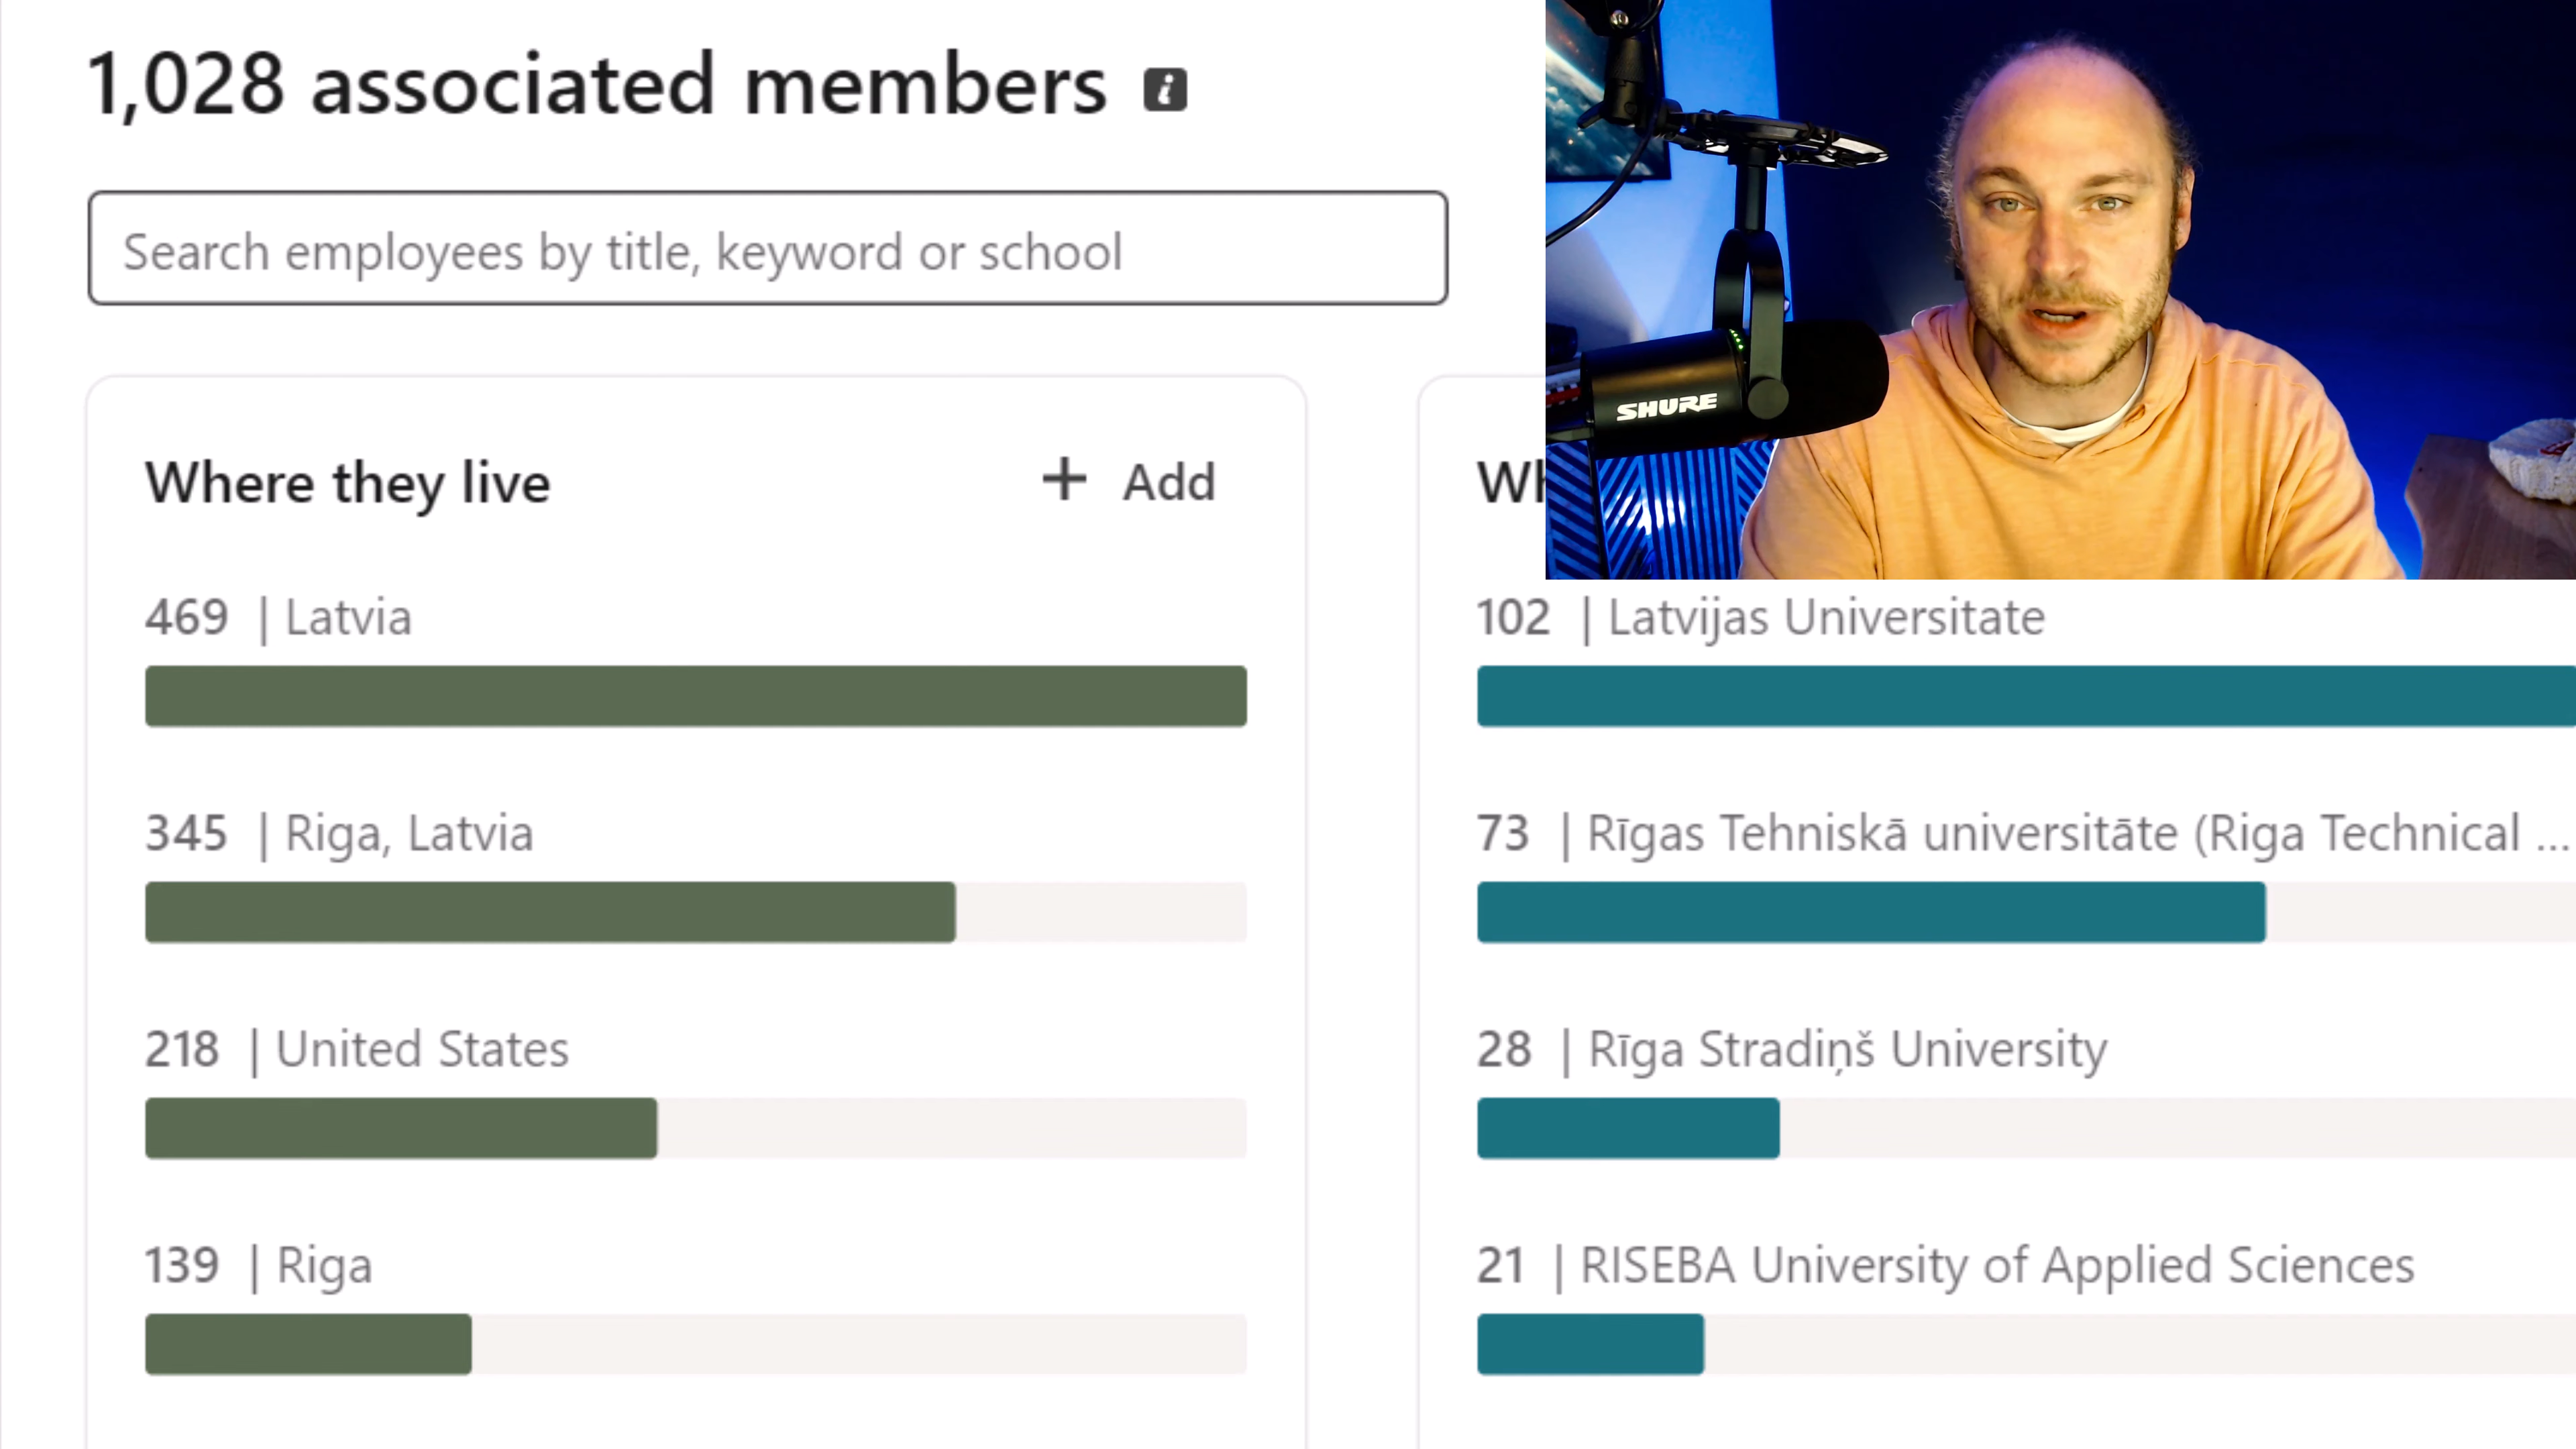 1,028 associated members
Search employees by title, keyword or school
Where they live
+ Add
469 | Latvia
345 | Riga, Latvia
218 | United States
139 | Riga
102 | Latvijas Universitate
73 | Rīgas Tehniskā universitāte (Riga Technical ...
28 | Rīga Stradiņš University
21 | RISEBA University of Applied Sciences
SHURE